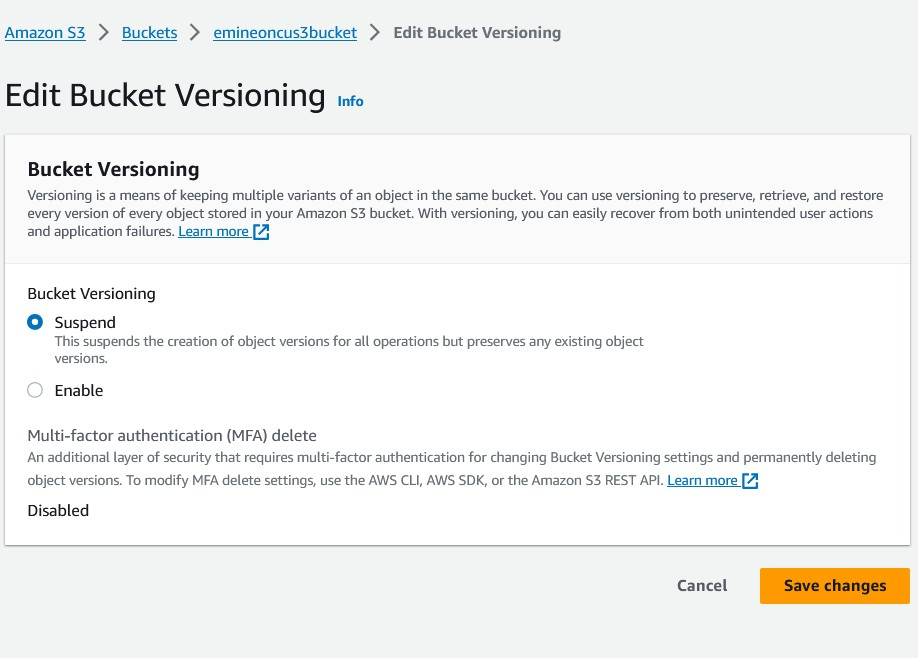 Amazon S3 > Buckets > emineoncus3bucket > Edit Bucket Versioning
Edit Bucket Versioning Info
Bucket Versioning
Versioning is a means of keeping multiple variants of an object in the same bucket. You can use versioning to preserve, retrieve, and restore
every version of every object stored in your Amazon S3 bucket. With versioning, you can easily recover from both unintended user actions
and application failures. Learn more
Bucket Versioning
Suspend
This suspends the creation of object versions for all operations but preserves any existing object
versions.
Enable
Multi-factor authentication (MFA) delete
An additional layer of security that requires multi-factor authentication for changing Bucket Versioning settings and permanently deleting
object versions. To modify MFA delete settings, use the AWS CLI, AWS SDK, or the Amazon S3 REST API. Learn more
Disabled
Cancel Save changes